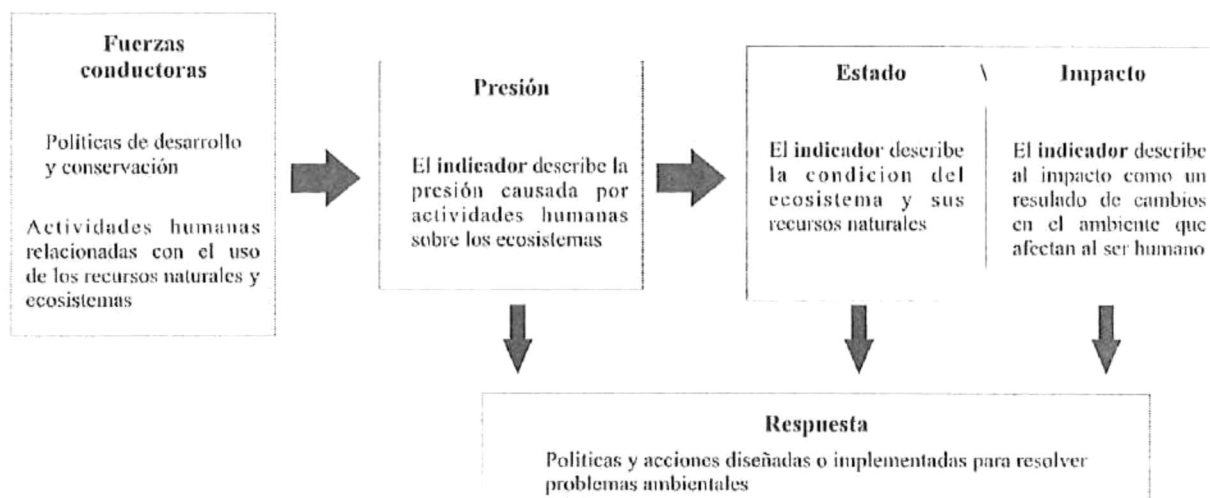 Fuerzas
conductoras
Políticas de desarrollo
y conservación
Actividades humanas
relacionadas con el uso
de los recursos naturales y
ecosistemas
Presión
El indicador describe la
presión causada por
actividades humanas
sobre los ecosistemas
Estado \ Impacto
El indicador describe
la condicion del
ecosistema y sus
recursos naturales
El indicador describe
al impacto como un
resulado de cambios
en el ambiente que
afectan al ser humano
Respuesta
Políticas y acciones diseñadas o implementadas para resolver
problemas ambientales